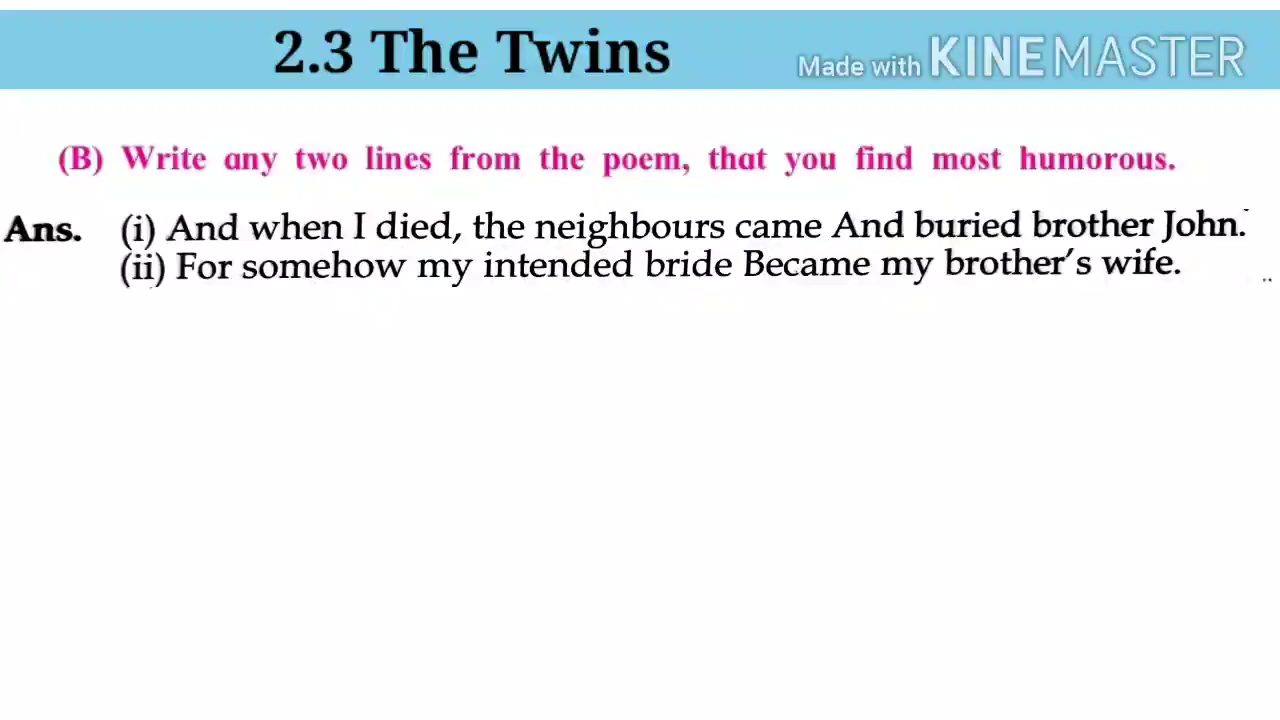 2.3 The Twins
Made with KINEMASTER
(B) Write any two lines from the poem, that you find most humorous.
Ans. (i) And when I died, the neighbours came And buried brother John.
(ii) For somehow my intended bride Became my brother's wife.